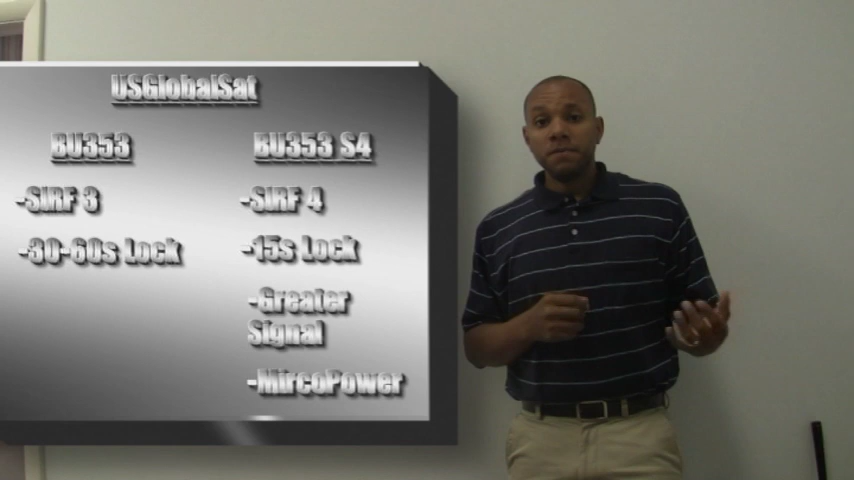 USGlobalSat
BU353
-SIRF 3
-30-60s Lock
BU353 S4
-SIRF 4
-15s Lock
-Greater
Signal
-MircoPower